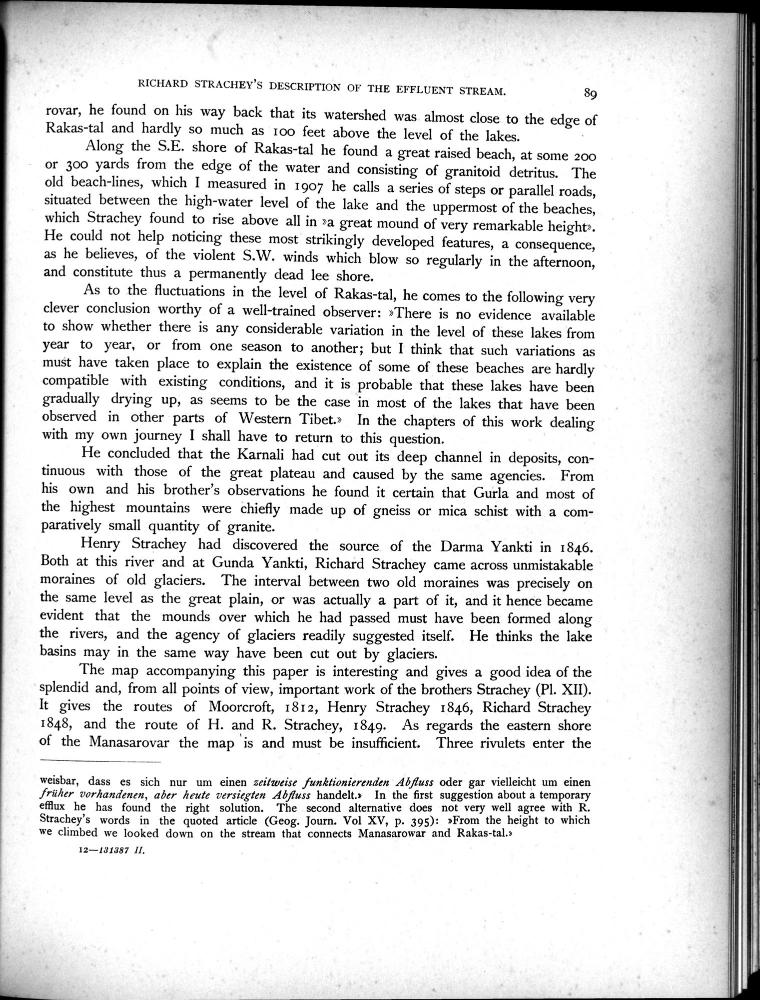 RICHARD STRACHEY'S DESCRIPTION OF THE EFFLUENT STREAM. 89
rovar, he found on his way back that its watershed was almost close to the edge of
Rakas-tal and hardly so much as 100 feet above the level of the lakes.
Along the S.E. shore of Rakas-tal he found a great raised beach, at some 200
or 300 yards from the edge of the water and consisting of granitoid detritus. The
old beach-lines, which I measured in 1907 he calls a series of steps or parallel roads,
situated between the high-water level of the lake and the uppermost of the beaches,
which Strachey found to rise above all in »a great mound of very remarkable height».
He could not help noticing these most strikingly developed features, a consequence,
as he believes, of the violent S.W. winds which blow so regularly in the afternoon,
and constitute thus a permanently dead lee shore.
As to the fluctuations in the level of Rakas-tal, he comes to the following very
clever conclusion worthy of a well-trained observer: »There is no evidence available
to show whether there is any considerable variation in the level of these lakes from
year to year, or from one season to another; but I think that such variations as
must have taken place to explain the existence of some of these beaches are hardly
compatible with existing conditions, and it is probable that these lakes have been
gradually drying up, as seems to be the case in most of the lakes that have been
observed in other parts of Western Tibet.» In the chapters of this work dealing
with my own journey I shall have to return to this question.
He concluded that the Karnali had cut out its deep channel in deposits, con-
tinuous with those of the great plateau and caused by the same agencies. From
his own and his brother's observations he found it certain that Gurla and most of
the highest mountains were chiefly made up of gneiss or mica schist with a com-
paratively small quantity of granite.
Henry Strachey had discovered the source of the Darma Yankti in 1846.
Both at this river and at Gunda Yankti, Richard Strachey came across unmistakable
moraines of old glaciers. The interval between two old moraines was precisely on
the same level as the great plain, or was actually a part of it, and it hence became
evident that the mounds over which he had passed must have been formed along
the rivers, and the agency of glaciers readily suggested itself. He thinks the lake
basins may in the same way have been cut out by glaciers.
The map accompanying this paper is interesting and gives a good idea of the
splendid and, from all points of view, important work of the brothers Strachey (Pl. XII).
It gives the routes of Moorcroft, 1812, Henry Strachey 1846, Richard Strachey
1848, and the route of H. and R. Strachey, 1849. As regards the eastern shore
of the Manasarovar the map is and must be insufficient. Three rivulets enter the
weisbar, dass es sich nur um einen zeitweise funktionierenden Abfluss oder gar vielleicht um einen
früher vorhandenen, aber heute versiegten Abfluss handelt.» In the first suggestion about a temporary
efflux he has found the right solution. The second alternative does not very well agree with R.
Strachey's words in the quoted article (Geog. Journ. Vol XV, p. 395): »From the height to which
we climbed we looked down on the stream that connects Manasarowar and Rakas-tal.»
12—131387 II.